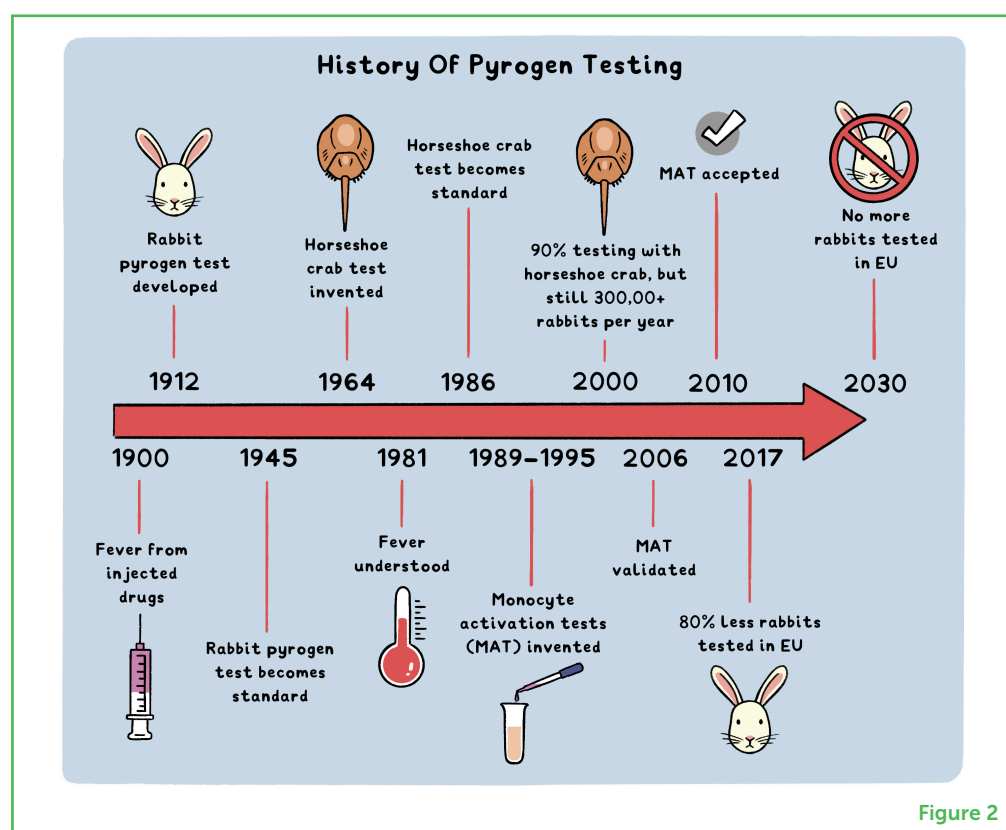 History Of Pyrogen Testing
Rabbit
pyrogen test
developed
Horseshoe
crab test
invented
Horseshoe crab
test becomes
standard
90% testing with
horseshoe crab, but
still 300,00+
rabbits per year
MAT accepted
No more
rabbits tested
in EU
1912
1964
1986
2000
2010
2030
1900
1945
1981
1989–1995
2006
2017
Fever from
injected
drugs
Rabbit pyrogen
test becomes
standard
Fever
understood
Monocyte
activation tests
(MAT) invented
MAT
validated
80% less rabbits
tested in EU
Figure 2